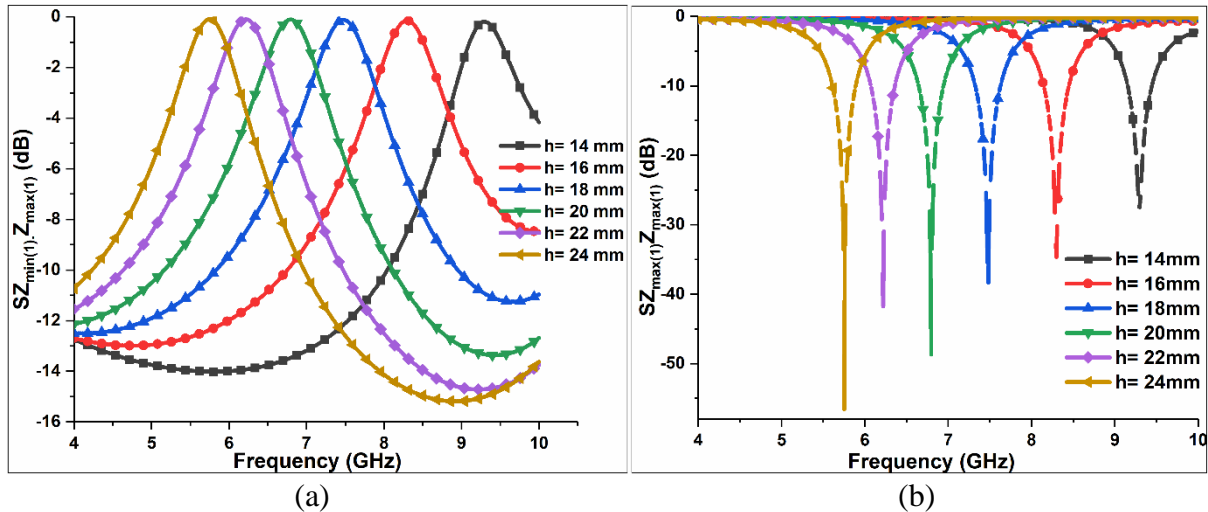 0
-2
-4
-6
-8
-10
-12
-14
-16
4
5
6
7
8
9
10
SZmin(1).Zmax(1) (dB)
Frequency (GHz)
h= 14 mm
h= 16 mm
h= 18 mm
h= 20 mm
h= 22 mm
h= 24 mm
(a)
0
-10
-20
-30
-40
-50
4
5
6
7
8
9
10
SZmax(1)Zmax(1) (dB)
Frequency (GHz)
h= 14mm
h= 16mm
h= 18mm
h= 20mm
h= 22mm
h= 24mm
(b)